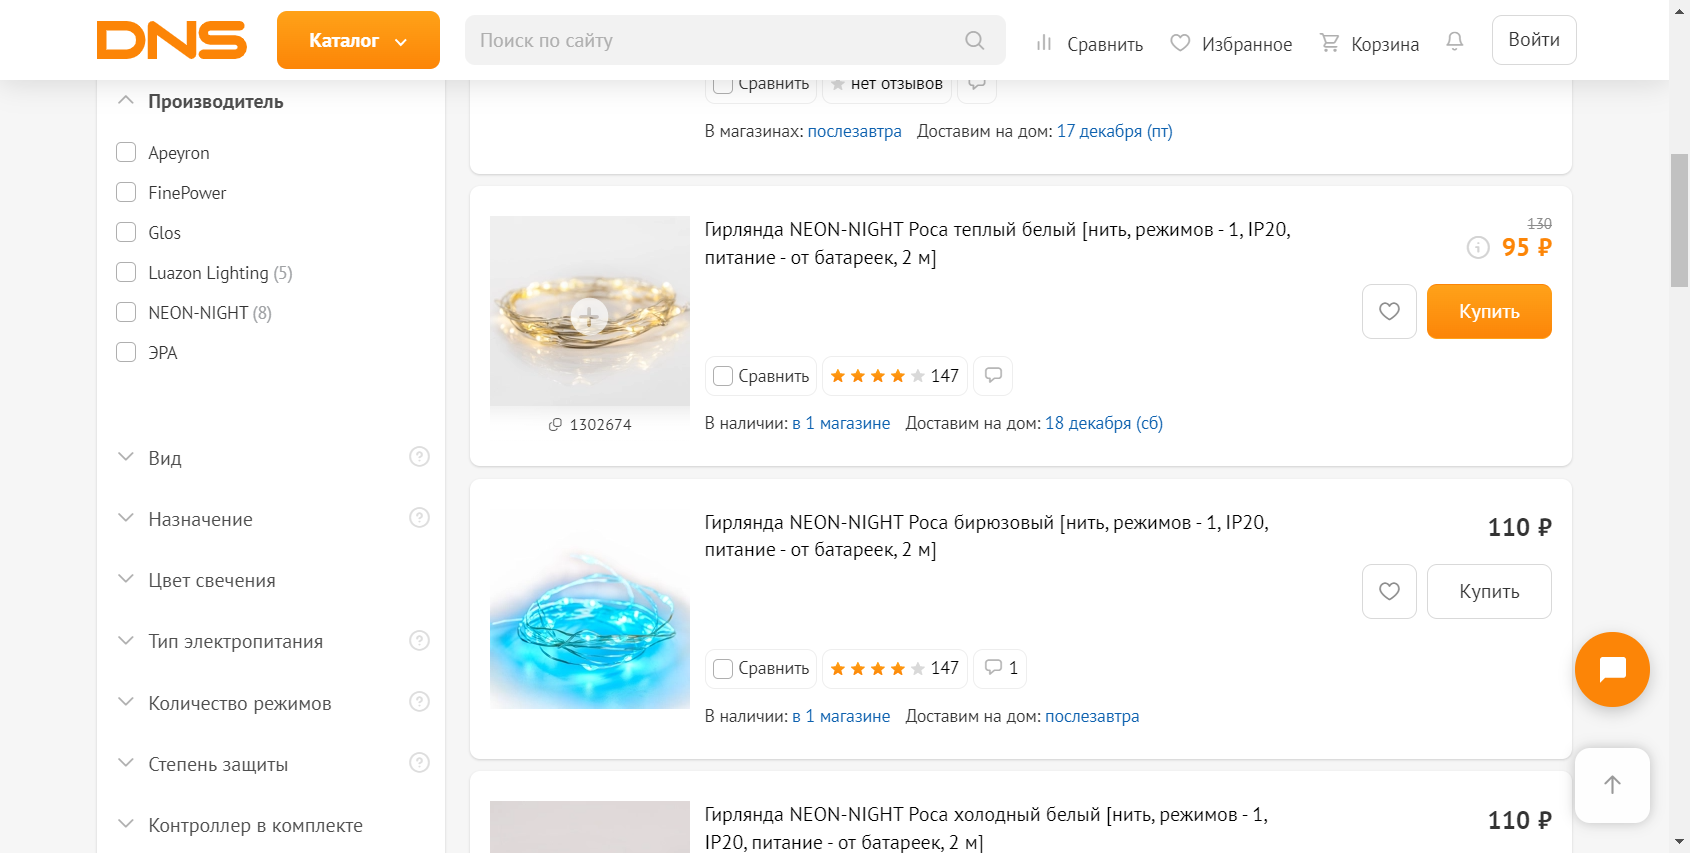 DNS
Каталог
Поиск по сайту
Сравнить
Избранное
Корзина
Войти
Производитель
Apeyron
FinePower
Glos
Luazon Lighting (5)
NEON-NIGHT (8)
ЭРА
Вид
Назначение
Цвет свечения
Тип электропитания
Количество режимов
Степень защиты
Контроллер в комплекте
Сравнить
нет отзывов
В магазинах: послезавтра Доставим на дом: 17 декабря (пт)
Гирлянда NEON-NIGHT Роса теплый белый [нить, режимов - 1, IP20,
питание - от батареек, 2 м]
130
95 ₽
Купить
Сравнить
147
1302674
В наличии: в 1 магазине Доставим на дом: 18 декабря (сб)
Гирлянда NEON-NIGHT Роса бирюзовый [нить, режимов - 1, IP20,
питание - от батареек, 2 м]
110 ₽
Купить
Сравнить
147
1
В наличии: в 1 магазине Доставим на дом: послезавтра
Гирлянда NEON-NIGHT Роса холодный белый [нить, режимов - 1,
IP20, питание - от батареек, 2 м]
110 ₽